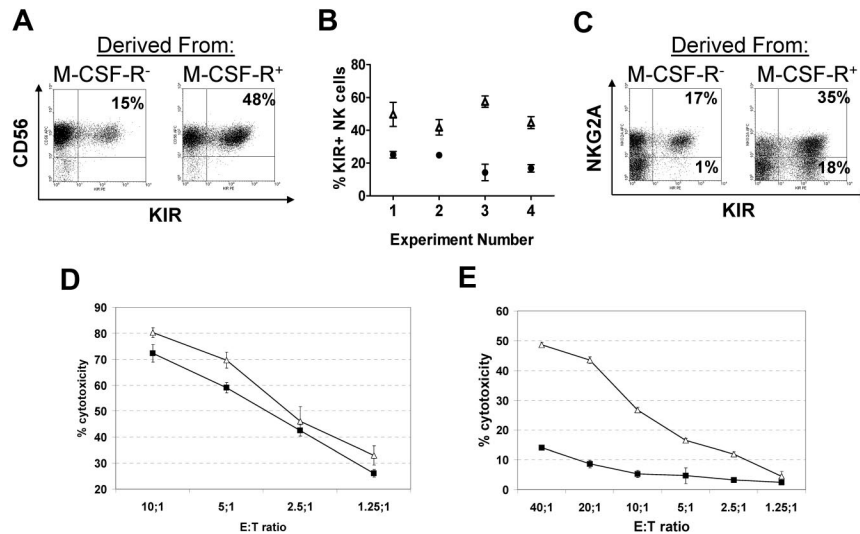 A
Derived From:
M-CSF-R- M-CSF-R+
15% 48%
CD56
KIR
B
% KIR+ NK cells
80
60
40
20
0
1 2 3 4
Experiment Number
C
Derived From:
M-CSF-R- M-CSF-R+
17% 35%
1% 18%
NKG2A
KIR
D
% cytotoxicity
90
80
70
60
50
40
30
20
10;1 5;1 2.5;1 1.25;1
E:T ratio
E
% cytotoxicity
60
50
40
30
20
10
0
40;1 20;1 10;1 5;1 2.5;1 1.25;1
E:T ratio